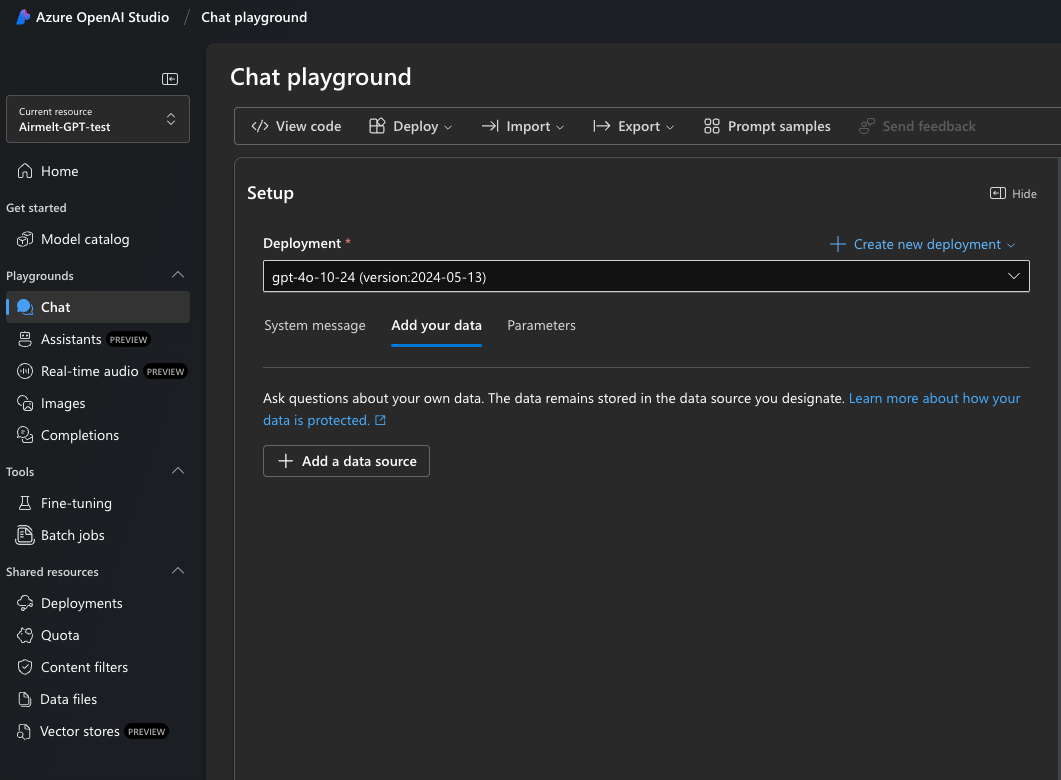 Azure OpenAI Studio / Chat playground
Current resource
Airmelt-GPT-test
Home
Get started
Model catalog
Playgrounds
Chat
Assistants PREVIEW
Real-time audio PREVIEW
Images
Completions
Tools
Fine-tuning
Batch jobs
Shared resources
Deployments
Quota
Content filters
Data files
Vector stores PREVIEW
Chat playground
View code Deploy Import Export Prompt samples Send feedback
Setup Hide
Deployment * Create new deployment
gpt-4o-10-24 (version:2024-05-13)
System message Add your data Parameters
Ask questions about your own data. The data remains stored in the data source you designate. Learn more about how your
data is protected.
Add a data source